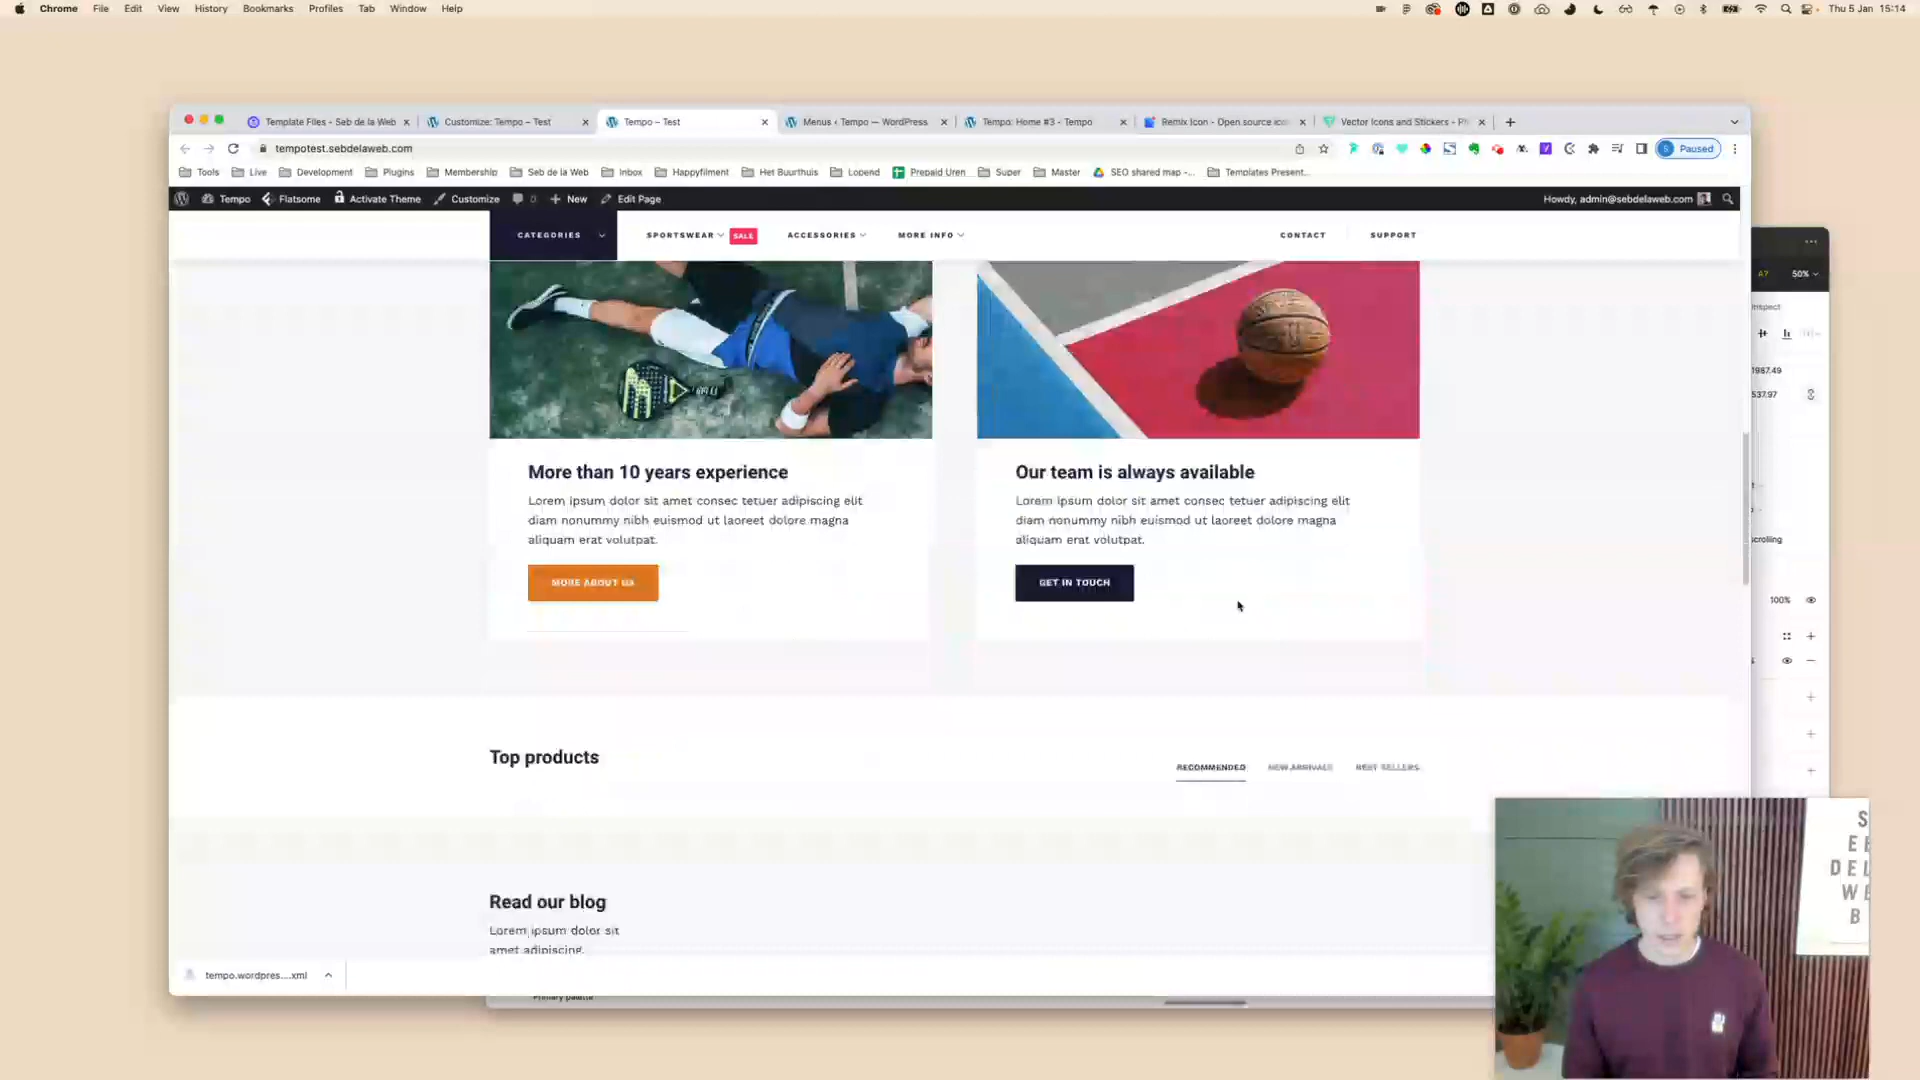 Chrome File Edit View History Bookmarks Profiles Tab Window Help Thu 5 Jan 15:14
Template Files - Seb de la Web Customize: Tempo – Test Tempo – Test Menus ‹ Tempo — WordPress Tempo: Home #3 - Tempo Remix Icon - Open source ico Vector Icons and Stickers - P
tempotest.sebdelaweb.com Paused
Tools Live Development Plugins Membership Seb de la Web Inbox Happyfilment Het Buurthuis Lopend Prepaid Uren Super Master SEO shared map -... Templates Present...
Tempo Flatsome Activate Theme Customize 0 New Edit Page Howdy, admin@sebdelaweb.com
CATEGORIES SPORTSWEAR SALE ACCESSORIES MORE INFO CONTACT SUPPORT
A? 50%
1987.49
537.97
More than 10 years experience
Lorem ipsum dolor sit amet consec tetuer adipiscing elit
diam nonummy nibh euismod ut laoreet dolore magna
aliquam erat volutpat.
MORE ABOUT US
Our team is always available
Lorem ipsum dolor sit amet consec tetuer adipiscing elit
diam nonummy nibh euismod ut laoreet dolore magna
aliquam erat volutpat.
GET IN TOUCH
scrolling
100%
Top products
RECOMMENDED NEW ARRIVALS BEST SELLERS
Read our blog
Lorem ipsum dolor sit
amet adipiscing.
tempo.wordpres....xml
Primary palette
S
E E
D E L
W E
B